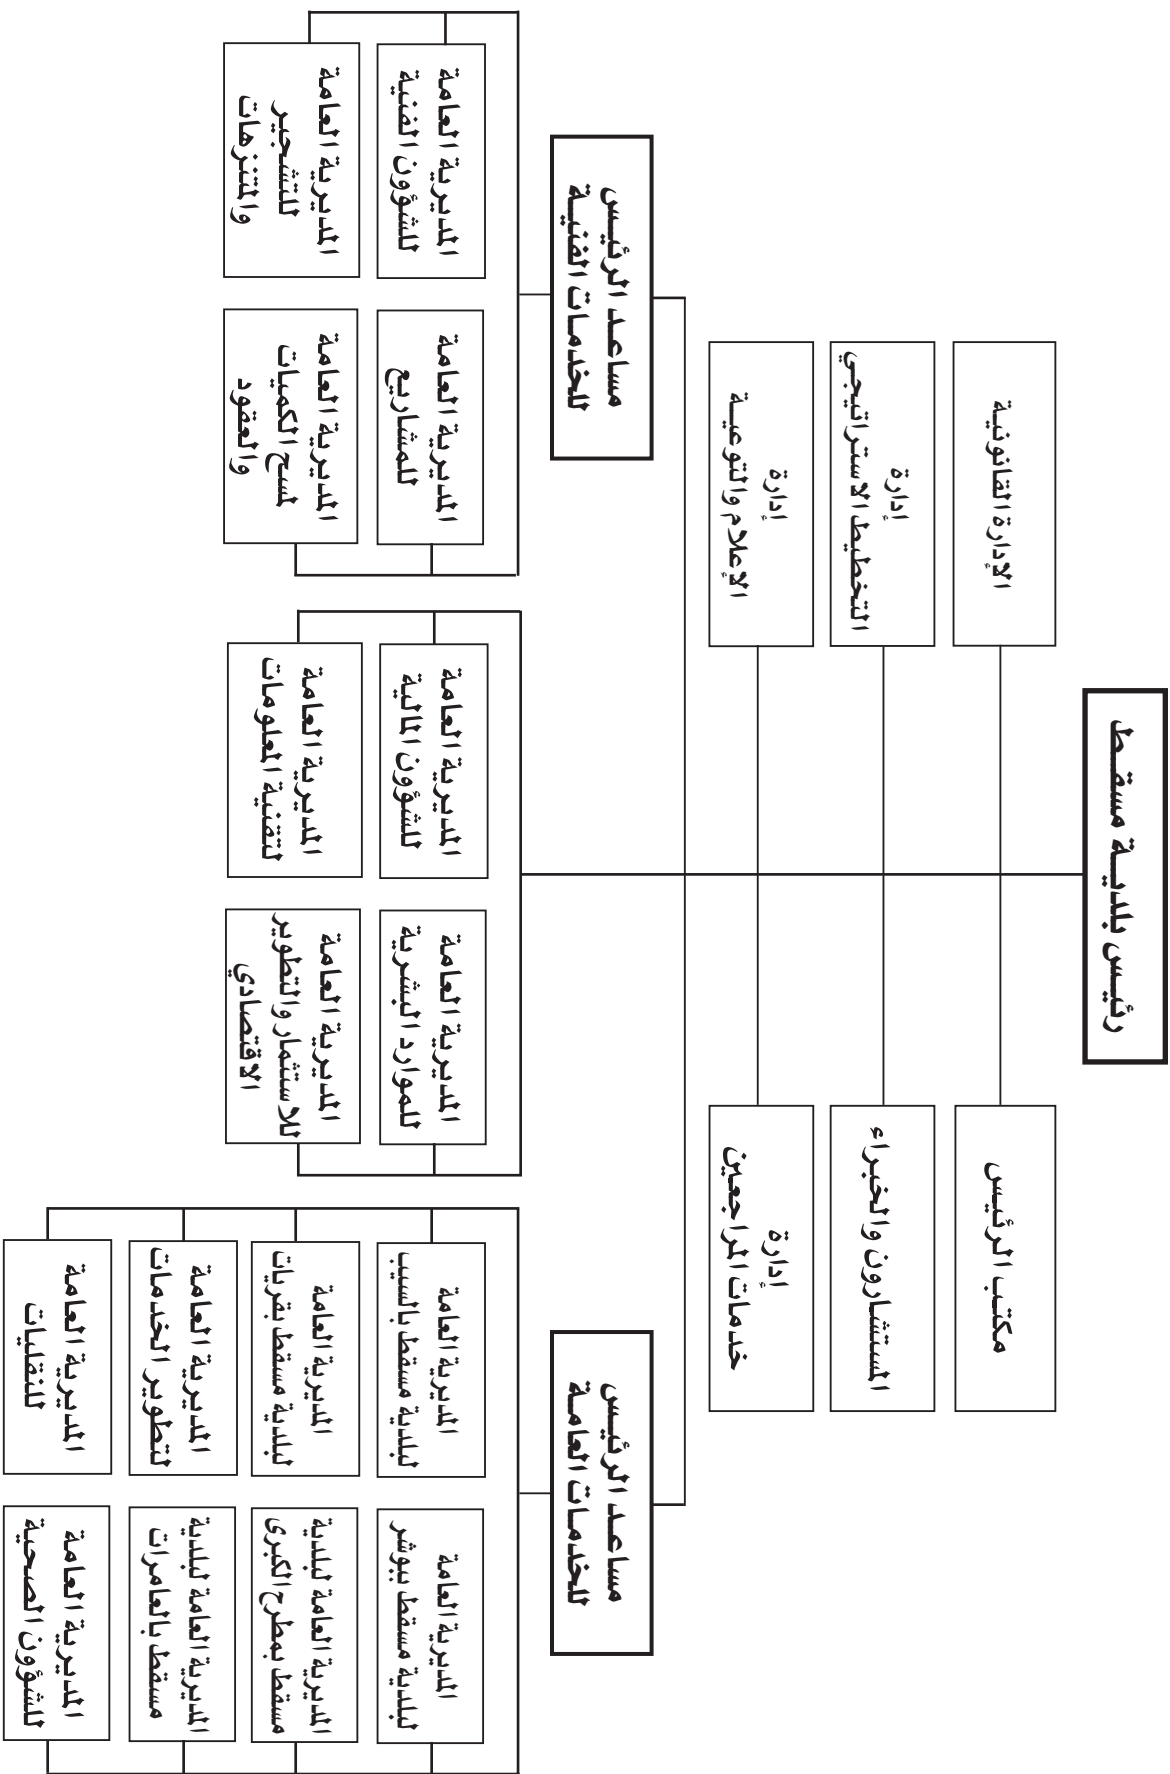 رئيس بلدية مسقط
مكتب الرئيس
الإدارة القانونية
المستشارون والخبراء
إدارة
التخطيط الاستراتيجي
إدارة
خدمات المراجعين
إدارة
الإعلام والتوعية
مساعد الرئيس
للخدمات العامة
مساعد الرئيس
للخدمات الفنية
المديرية العامة
لبلدية مسقط ببوشر
المديرية العامة
لبلدية مسقط بالسيب
المديرية العامة لبلدية
مسقط بمطرح الكبرى
المديرية العامة
لبلدية مسقط بقريات
المديرية العامة لبلدية
مسقط بالعامرات
المديرية العامة
لتطوير الخدمات
المديرية العامة
للشؤون الصحية
المديرية العامة
للنقليات
المديرية العامة
للموارد البشرية
المديرية العامة
للشؤون المالية
المديرية العامة
للاستثمار والتطوير
الاقتصادي
المديرية العامة
لتقنية المعلومات
المديرية العامة
للمشاريع
المديرية العامة
للشؤون الفنية
المديرية العامة
لمسح الكميات
والعقود
المديرية العامة
للتشجير
والمتنزهات